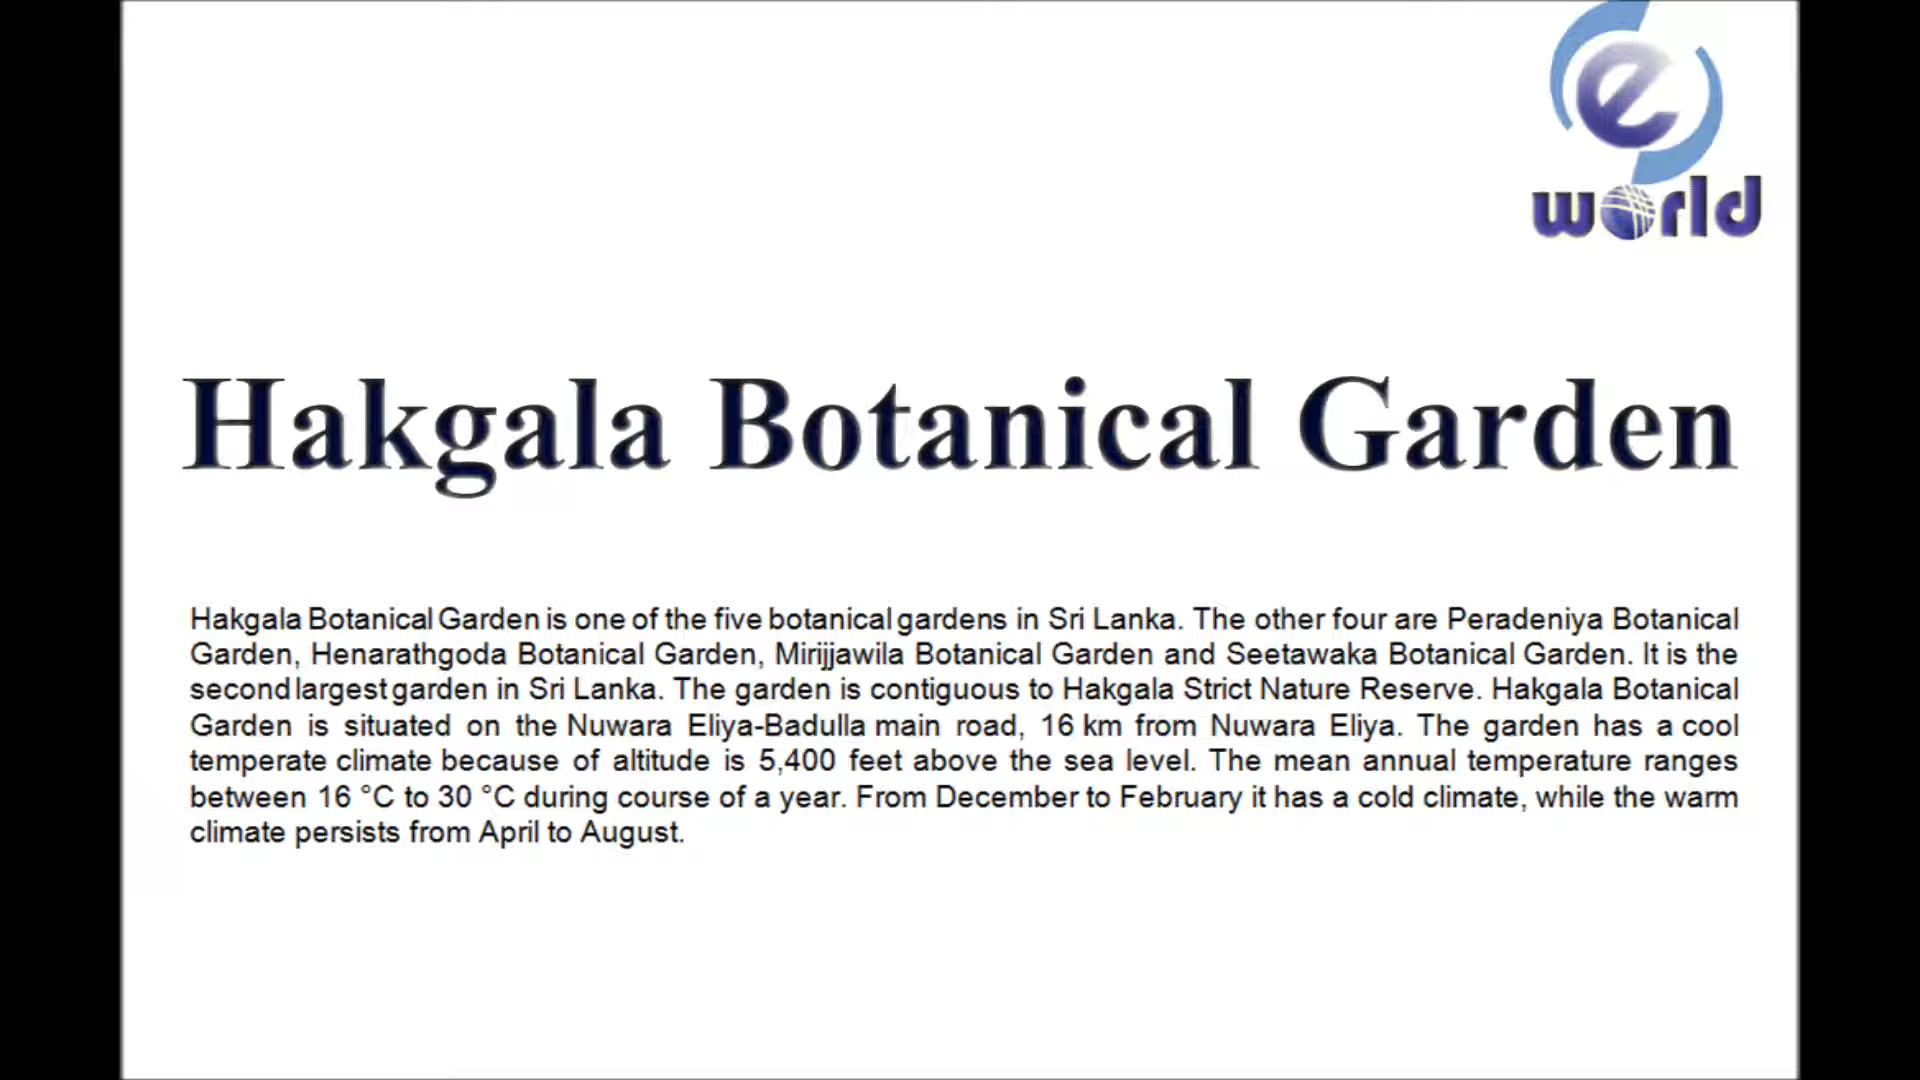 e
world
Hakgala Botanical Garden
Hakgala Botanical Garden is one of the five botanical gardens in Sri Lanka. The other four are Peradeniya Botanical
Garden, Henarathgoda Botanical Garden, Mirijjawila Botanical Garden and Seetawaka Botanical Garden. It is the
second largest garden in Sri Lanka. The garden is contiguous to Hakgala Strict Nature Reserve. Hakgala Botanical
Garden is situated on the Nuwara Eliya-Badulla main road, 16 km from Nuwara Eliya. The garden has a cool
temperate climate because of altitude is 5,400 feet above the sea level. The mean annual temperature ranges
between 16 °C to 30 °C during course of a year. From December to February it has a cold climate, while the warm
climate persists from April to August.